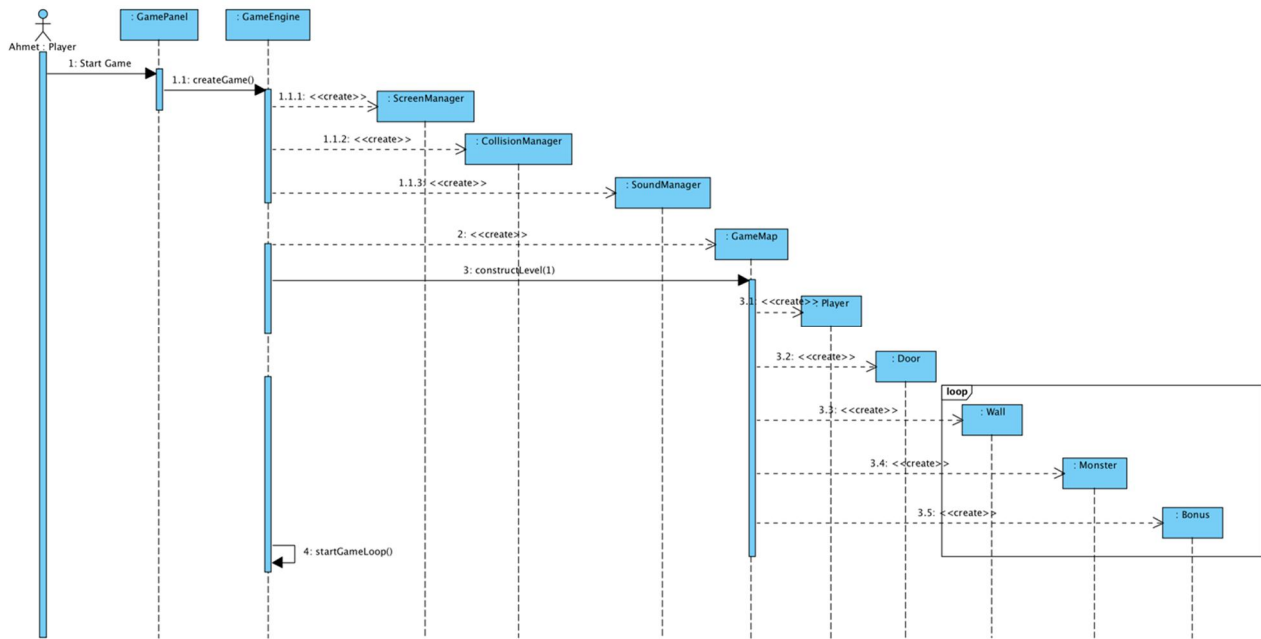 : GamePanel
: GameEngine
Ahmet : Player
1: Start Game
1.1: createGame()
1.1.1: <<create>>
: ScreenManager
1.1.2: <<create>>
: CollisionManager
1.1.3: <<create>>
: SoundManager
2: <<create>>
: GameMap
3: constructLevel(1)
3.1: <<create>>
: Player
3.2: <<create>>
: Door
loop
3.3: <<create>>
: Wall
3.4: <<create>>
: Monster
3.5: <<create>>
: Bonus
4: startGameLoop()